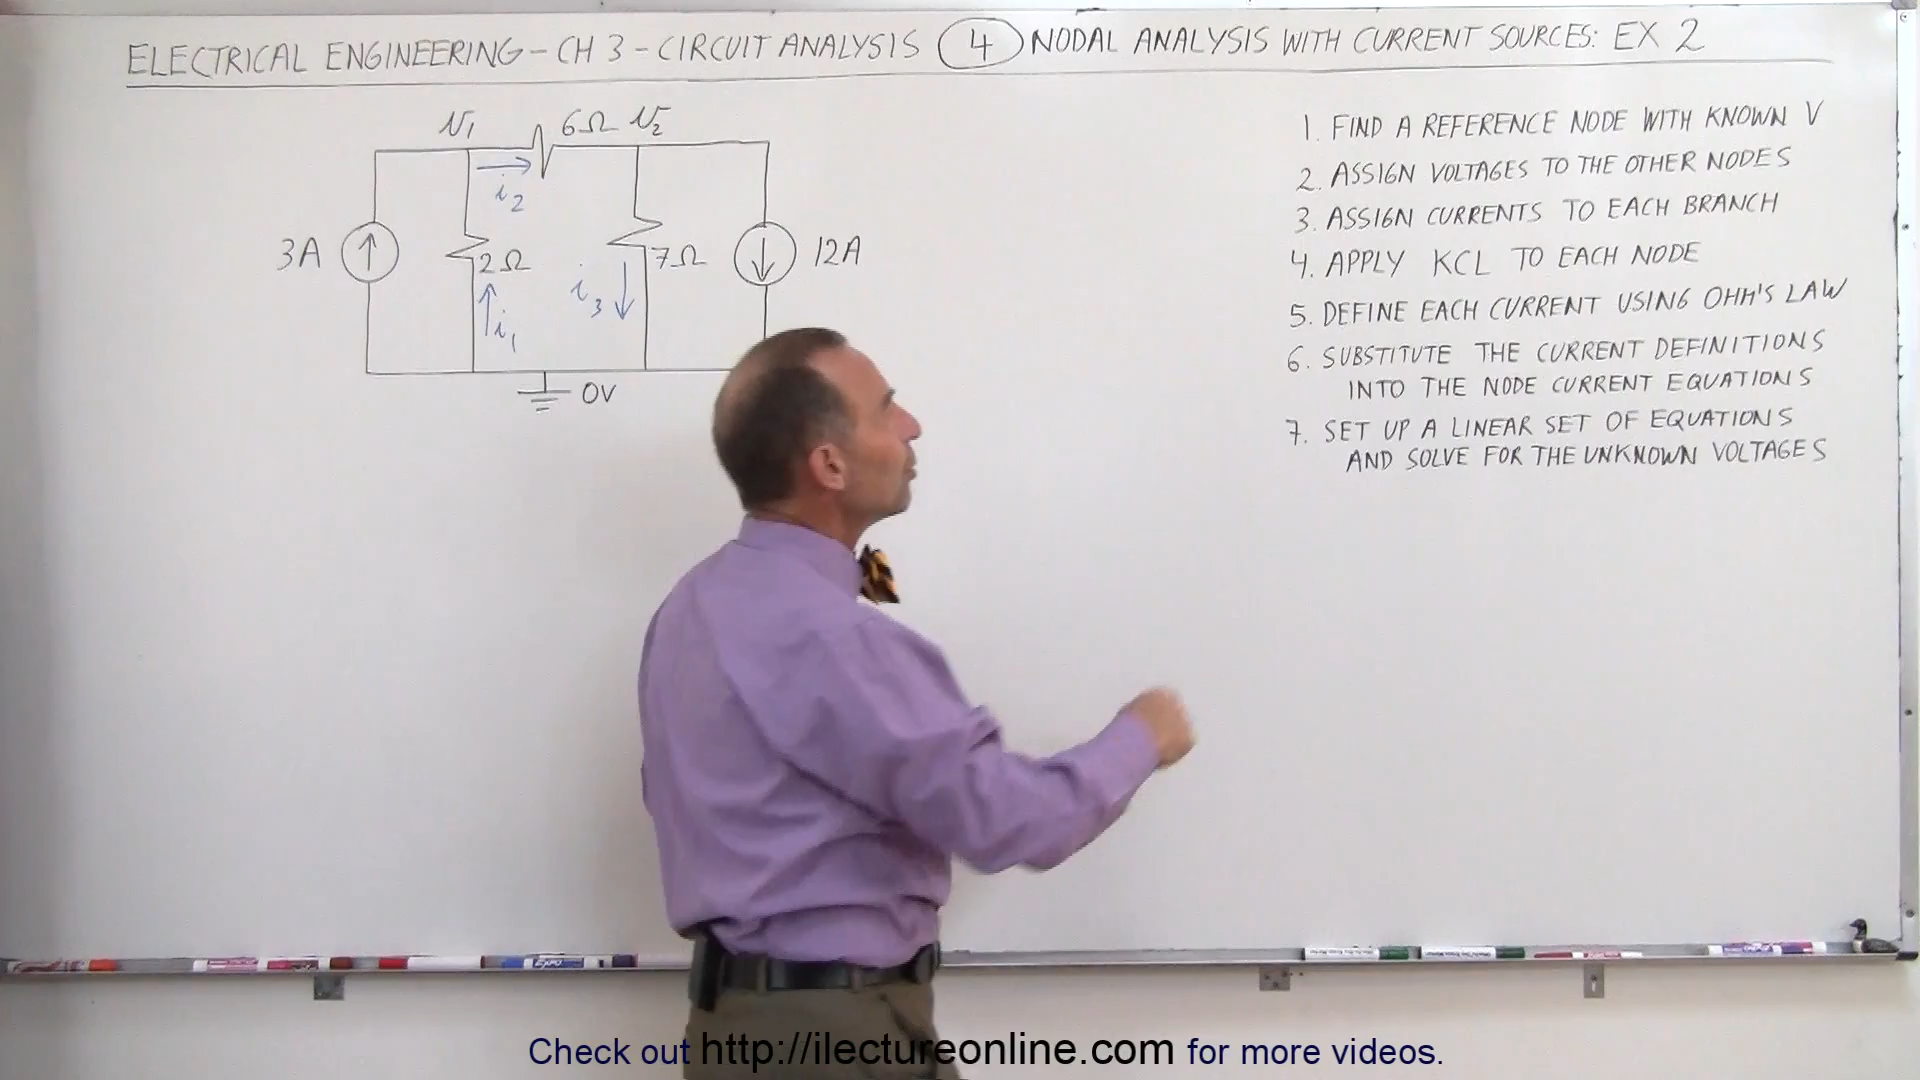 ELECTRICAL ENGINEERING - CH 3 - CIRCUIT ANALYSIS 4 NODAL ANALYSIS WITH CURRENT SOURCES: EX 2
V1 6Ω V2
i2
3A 2Ω 7Ω 12A
i1 i3
0V
1. FIND A REFERENCE NODE WITH KNOWN V
2. ASSIGN VOLTAGES TO THE OTHER NODES
3. ASSIGN CURRENTS TO EACH BRANCH
4. APPLY KCL TO EACH NODE
5. DEFINE EACH CURRENT USING OHH'S LAW
6. SUBSTITUTE THE CURRENT DEFINITIONS
INTO THE NODE CURRENT EQUATIONS
7. SET UP A LINEAR SET OF EQUATIONS
AND SOLVE FOR THE UNKNOWN VOLTAGES
EXPO
Check out http://ilectureonline.com for more videos.